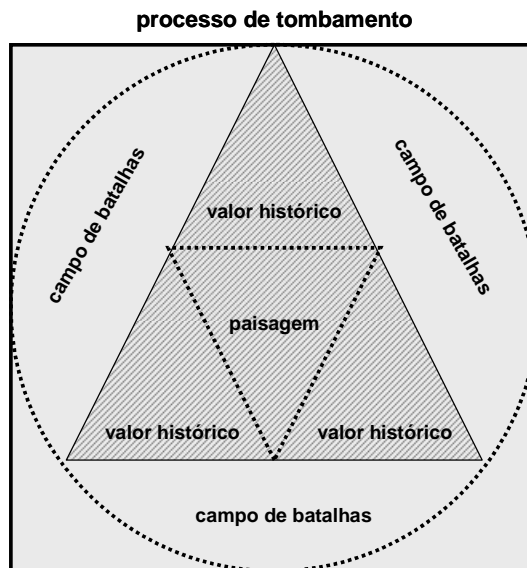 processo de tombamento
campo de batalhas
campo de batalhas
valor histórico
paisagem
valor histórico
valor histórico
campo de batalhas